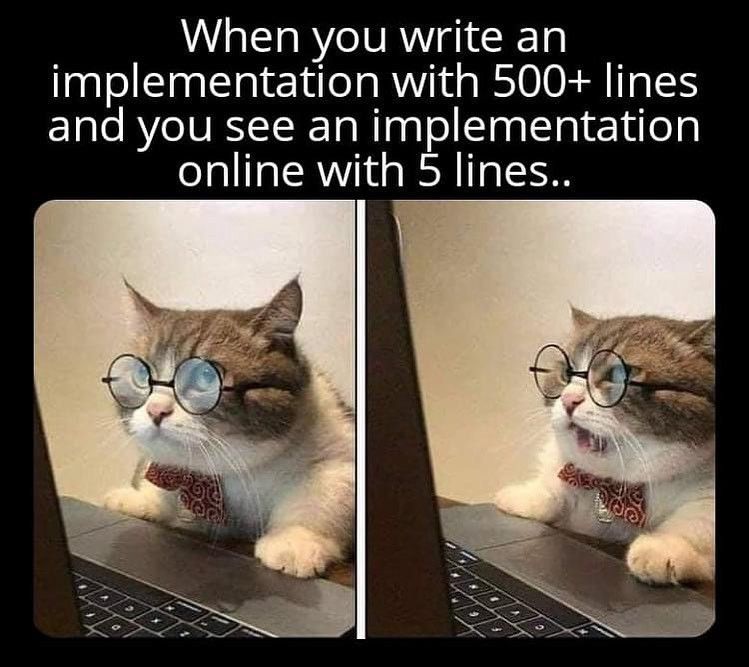 When you write an
implementation with 500+ lines
and you see an implementation
online with 5 lines..